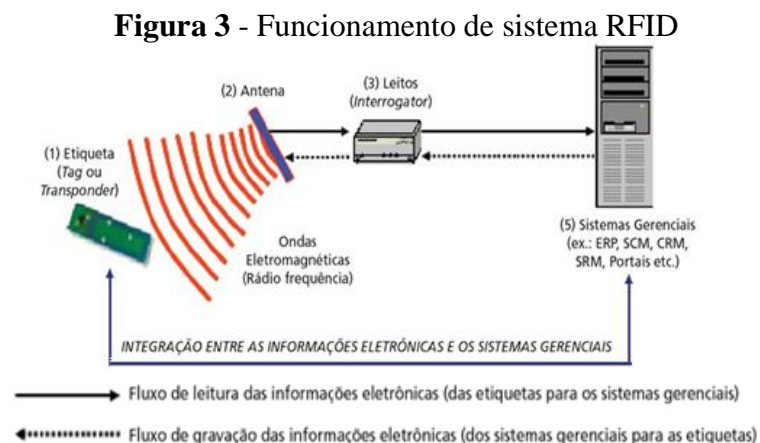 Figura 3 - Funcionamento de sistema RFID
(2) Antena
(3) Leitos
(Interrogator)
(1) Etiqueta
(Tag ou
Transponder)
Ondas
Eletromagnéticas
(Rádio frequência)
(5) Sistemas Gerenciais
(ex.: ERP, SCM, CRM,
SRM, Portais etc.)
INTEGRAÇÃO ENTRE AS INFORMAÇÕES ELETRÔNICAS E OS SISTEMAS GERENCIAIS
Fluxo de leitura das informações eletrônicas (das etiquetas para os sistemas gerenciais)
Fluxo de gravação das informações eletrônicas (dos sistemas gerenciais para as etiquetas)